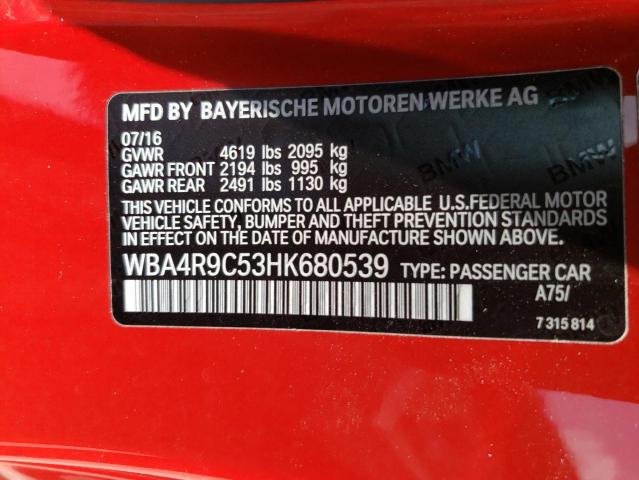 MFD BY BAYERISCHE MOTOREN WERKE AG
07/16
GVWR 4619 lbs 2095 kg
GAWR FRONT 2194 lbs 995 kg
GAWR REAR 2491 lbs 1130 kg
THIS VEHICLE CONFORMS TO ALL APPLICABLE U.S.FEDERAL MOTOR
VEHICLE SAFETY, BUMPER AND THEFT PREVENTION STANDARDS
IN EFFECT ON THE DATE OF MANUFACTURE SHOWN ABOVE.
WBA4R9C53HK680539 TYPE: PASSENGER CAR
A75/
7 315 814
BMW
BMW